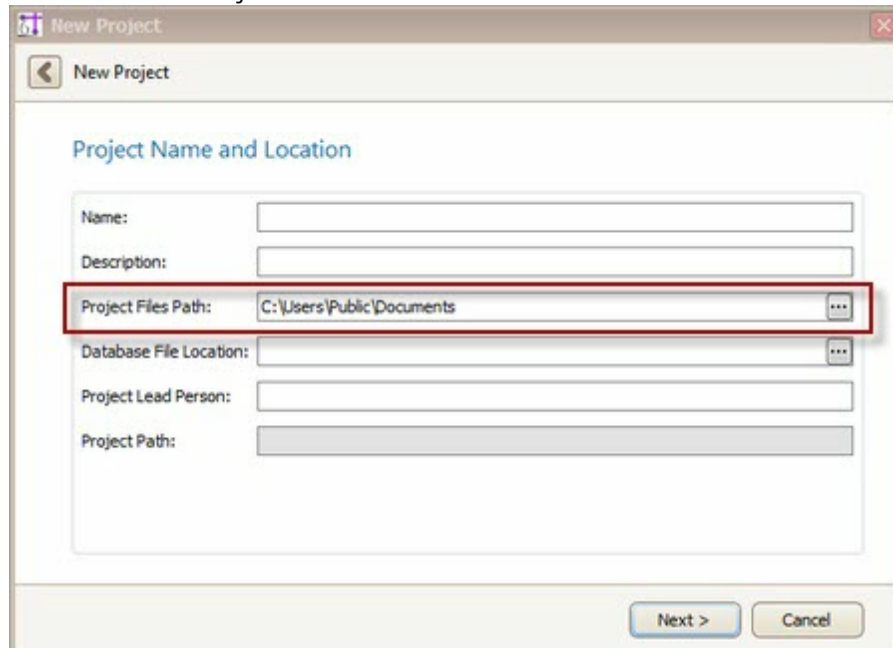 New Project
New Project
Project Name and Location
Name:
Description:
Project Files Path: C:\Users\Public\Documents ...
Database File Location: ...
Project Lead Person:
Project Path:
Next > Cancel